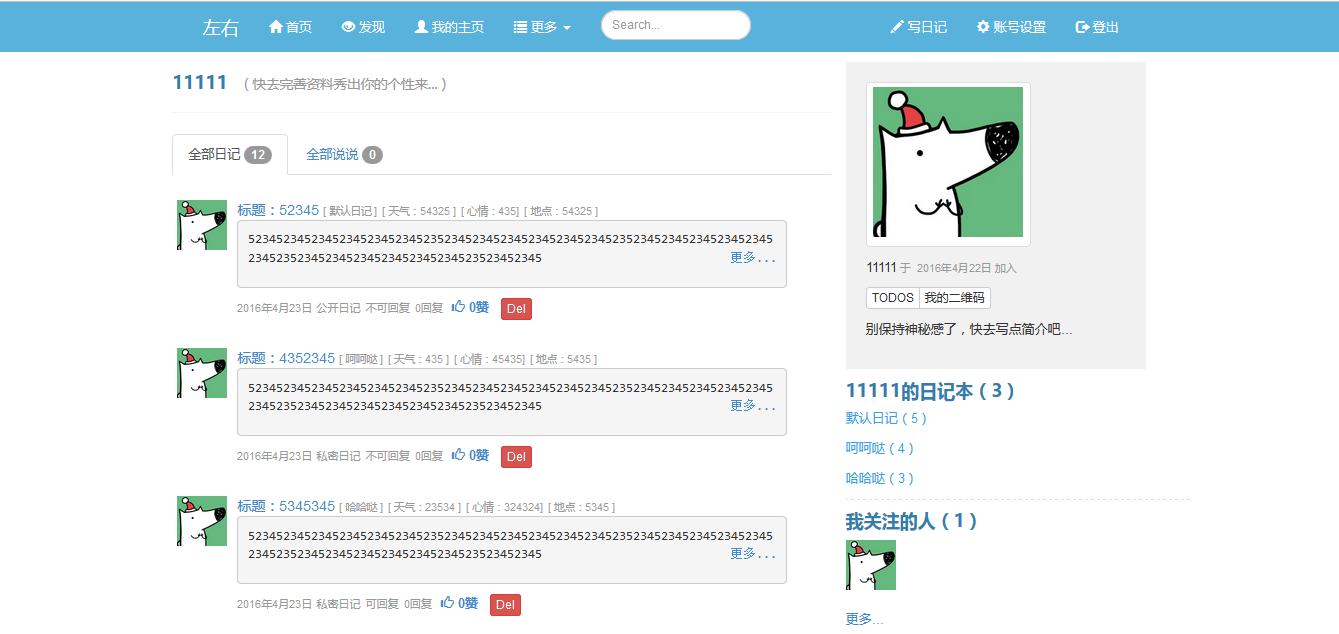 左右 首页 发现 我的主页 更多 Search... 写日记 账号设置 登出
11111 （ 快去完善资料秀出你的个性来... ）
全部日记 12 全部说说 0
标题：52345 [ 默认日记 ] [ 天气 : 54325 ] [ 心情 : 435] [ 地点 : 54325 ]
更多...
2016年4月23日 公开日记 不可回复 0回复 0赞 Del
标题：4352345 [ 呵呵哒 ] [ 天气 : 435 ] [ 心情 : 45435] [ 地点 : 5435 ]
更多...
2016年4月23日 私密日记 不可回复 0回复 0赞 Del
标题：5345345 [ 哈哈哒 ] [ 天气 : 23534 ] [ 心情 : 324324] [ 地点 : 5345 ]
更多...
2016年4月23日 私密日记 可回复 0回复 0赞 Del
11111 于 2016年4月22日 加入
TODOS 我的二维码
别保持神秘感了，快去写点简介吧...
11111的日记本（ 3 ）
默认日记（ 5 ）
呵呵哒（ 4 ）
哈哈哒（ 3 ）
我关注的人（ 1 ）
更多...